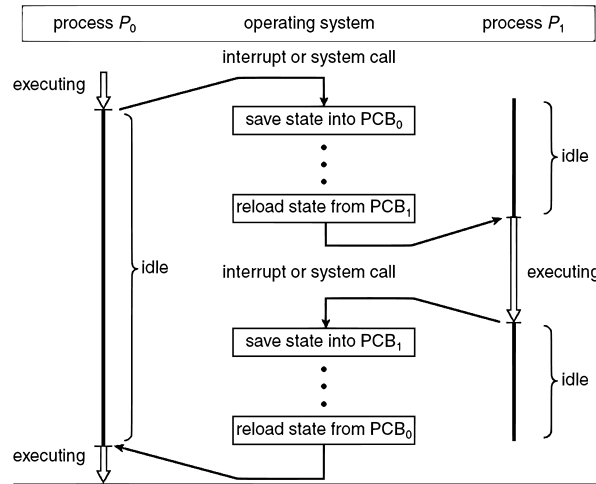 process P₀ operating system process P₁
interrupt or system call
executing
save state into PCB₀
idle
reload state from PCB₁
idle
interrupt or system call
executing
save state into PCB₁
idle
reload state from PCB₀
executing